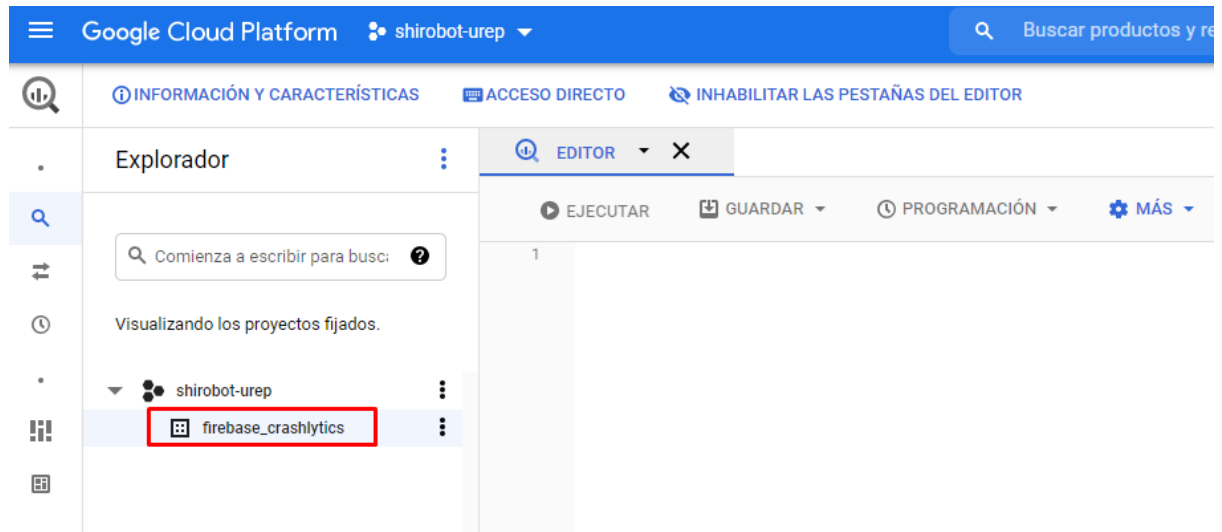 Google Cloud Platform shirobot-urep
Buscar productos y re
INFORMACIÓN Y CARACTERÍSTICAS ACCESO DIRECTO INHABILITAR LAS PESTAÑAS DEL EDITOR
Explorador
EDITOR
EJECUTAR GUARDAR PROGRAMACIÓN MÁS
Comienza a escribir para busc
1
Visualizando los proyectos fijados.
shirobot-urep
firebase_crashlytics